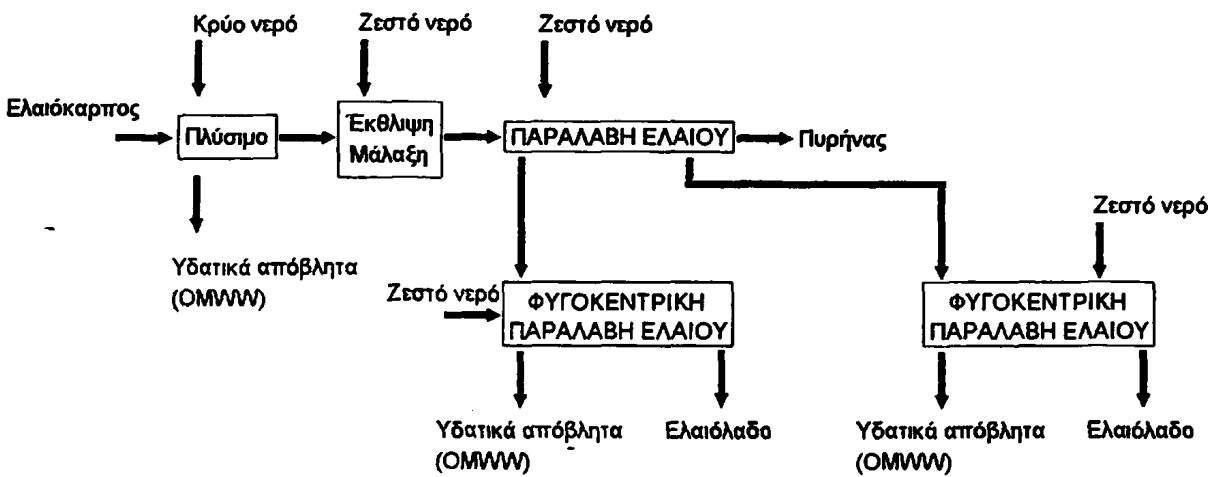 Κρύο νερό
Ζεστό νερό
Ζεστό νερό
Ελαιόκαρπος
Πλύσιμο
Έκθλιψη
Μάλαξη
ΠΑΡΑΛΑΒΗ ΕΛΑΙΟΥ
Πυρήνας
Ζεστό νερό
Υδατικά απόβλητα
(OMWW)
Ζεστό νερό
ΦΥΓΟΚΕΝΤΡΙΚΗ
ΠΑΡΑΛΑΒΗ ΕΛΑΙΟΥ
ΦΥΓΟΚΕΝΤΡΙΚΗ
ΠΑΡΑΛΑΒΗ ΕΛΑΙΟΥ
Υδατικά απόβλητα
(OMWW)
Ελαιόλαδο
Υδατικά απόβλητα
(OMWW)
Ελαιόλαδο